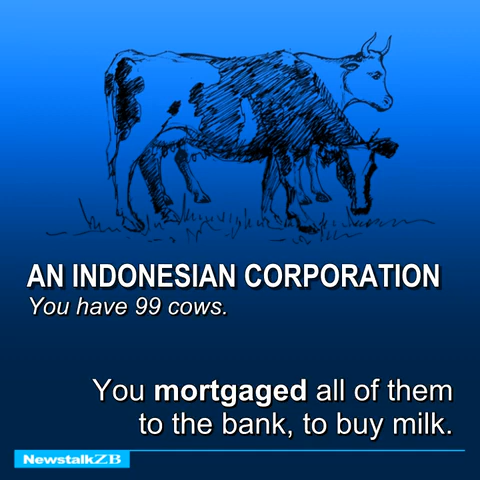 AN INDONESIAN CORPORATION
You have 99 cows.
You mortgaged all of them
to the bank, to buy milk.
NewstalkZB